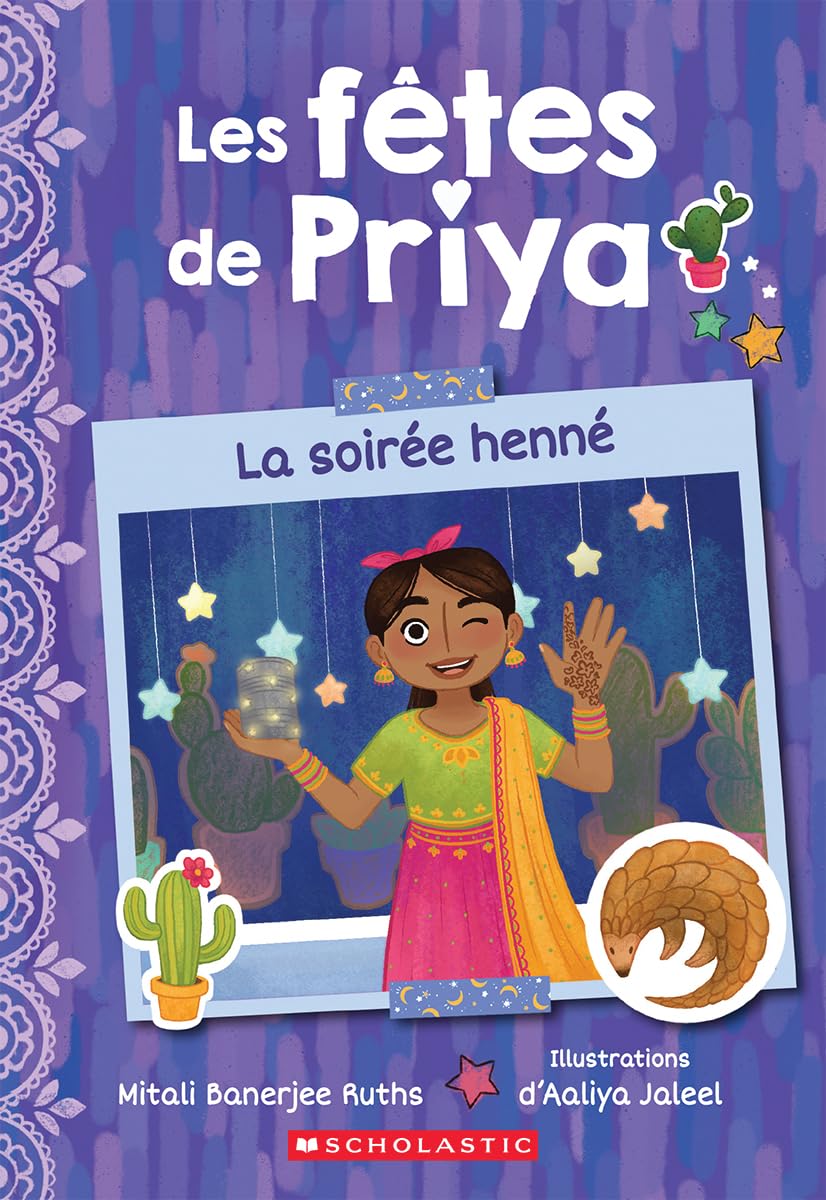 Les fêtes
de Priya
La soirée henné
Mitali Banerjee Ruths
Illustrations
d'Aaliya Jaleel
SCHOLASTIC